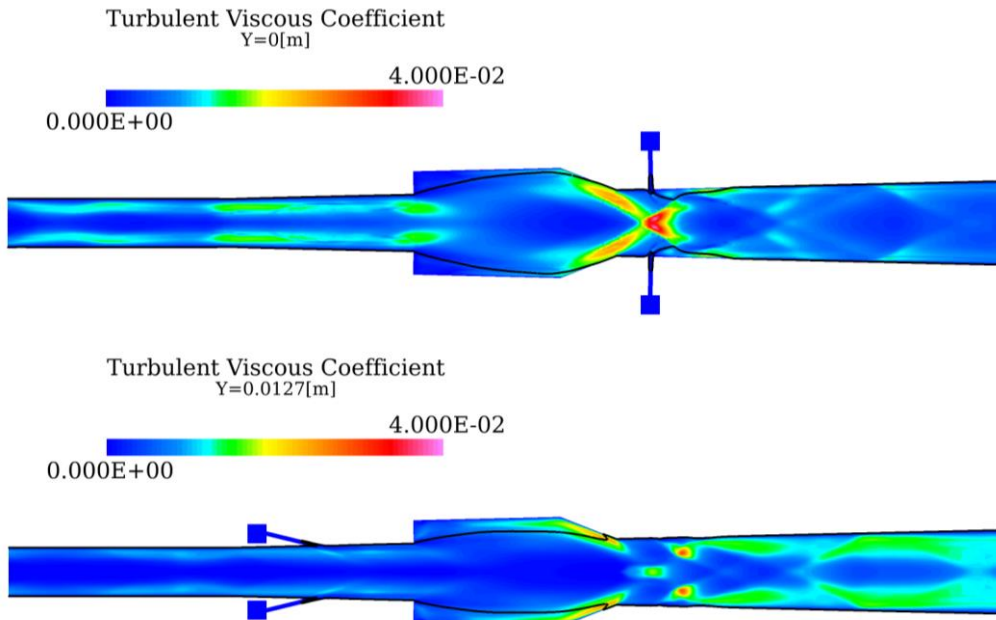 Turbulent Viscous Coefficient
Y=0[m]
4.000E-02
0.000E+00
Turbulent Viscous Coefficient
Y=0.0127[m]
4.000E-02
0.000E+00